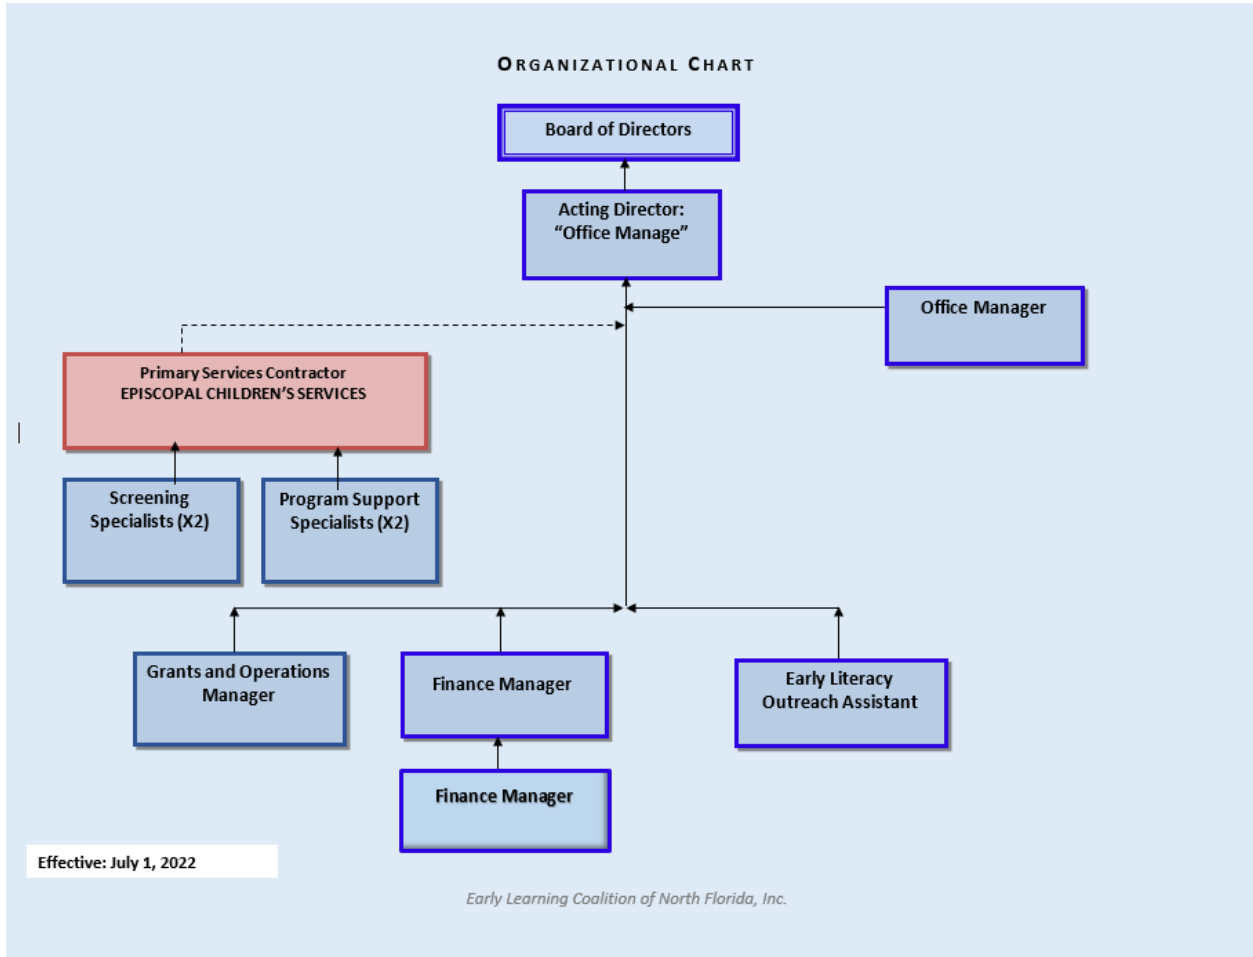 ORGANIZATIONAL CHART
Board of Directors
Acting Director:
“Office Manage”
Office Manager
Primary Services Contractor
EPISCOPAL CHILDREN’S SERVICES
Screening
Specialists (X2)
Program Support
Specialists (X2)
Grants and Operations
Manager
Finance Manager
Early Literacy
Outreach Assistant
Finance Manager
Effective: July 1, 2022
Early Learning Coalition of North Florida, Inc.